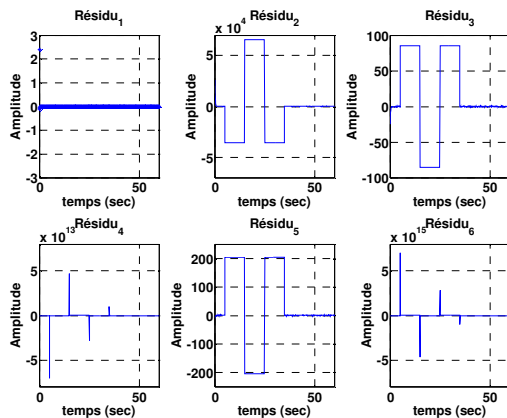 Résidu1
Amplitude
3
2
1
0
-1
-2
-3
0
50
temps (sec)
Résidu2
x 10^4
Amplitude
5
0
-5
0
50
temps (sec)
Résidu3
Amplitude
100
50
0
-50
-100
0
50
temps (sec)
Résidu4
x 10^13
Amplitude
5
0
-5
0
50
temps (sec)
Résidu5
Amplitude
200
100
0
-100
-200
0
50
temps (sec)
Résidu6
x 10^15
Amplitude
5
0
-5
0
50
temps (sec)